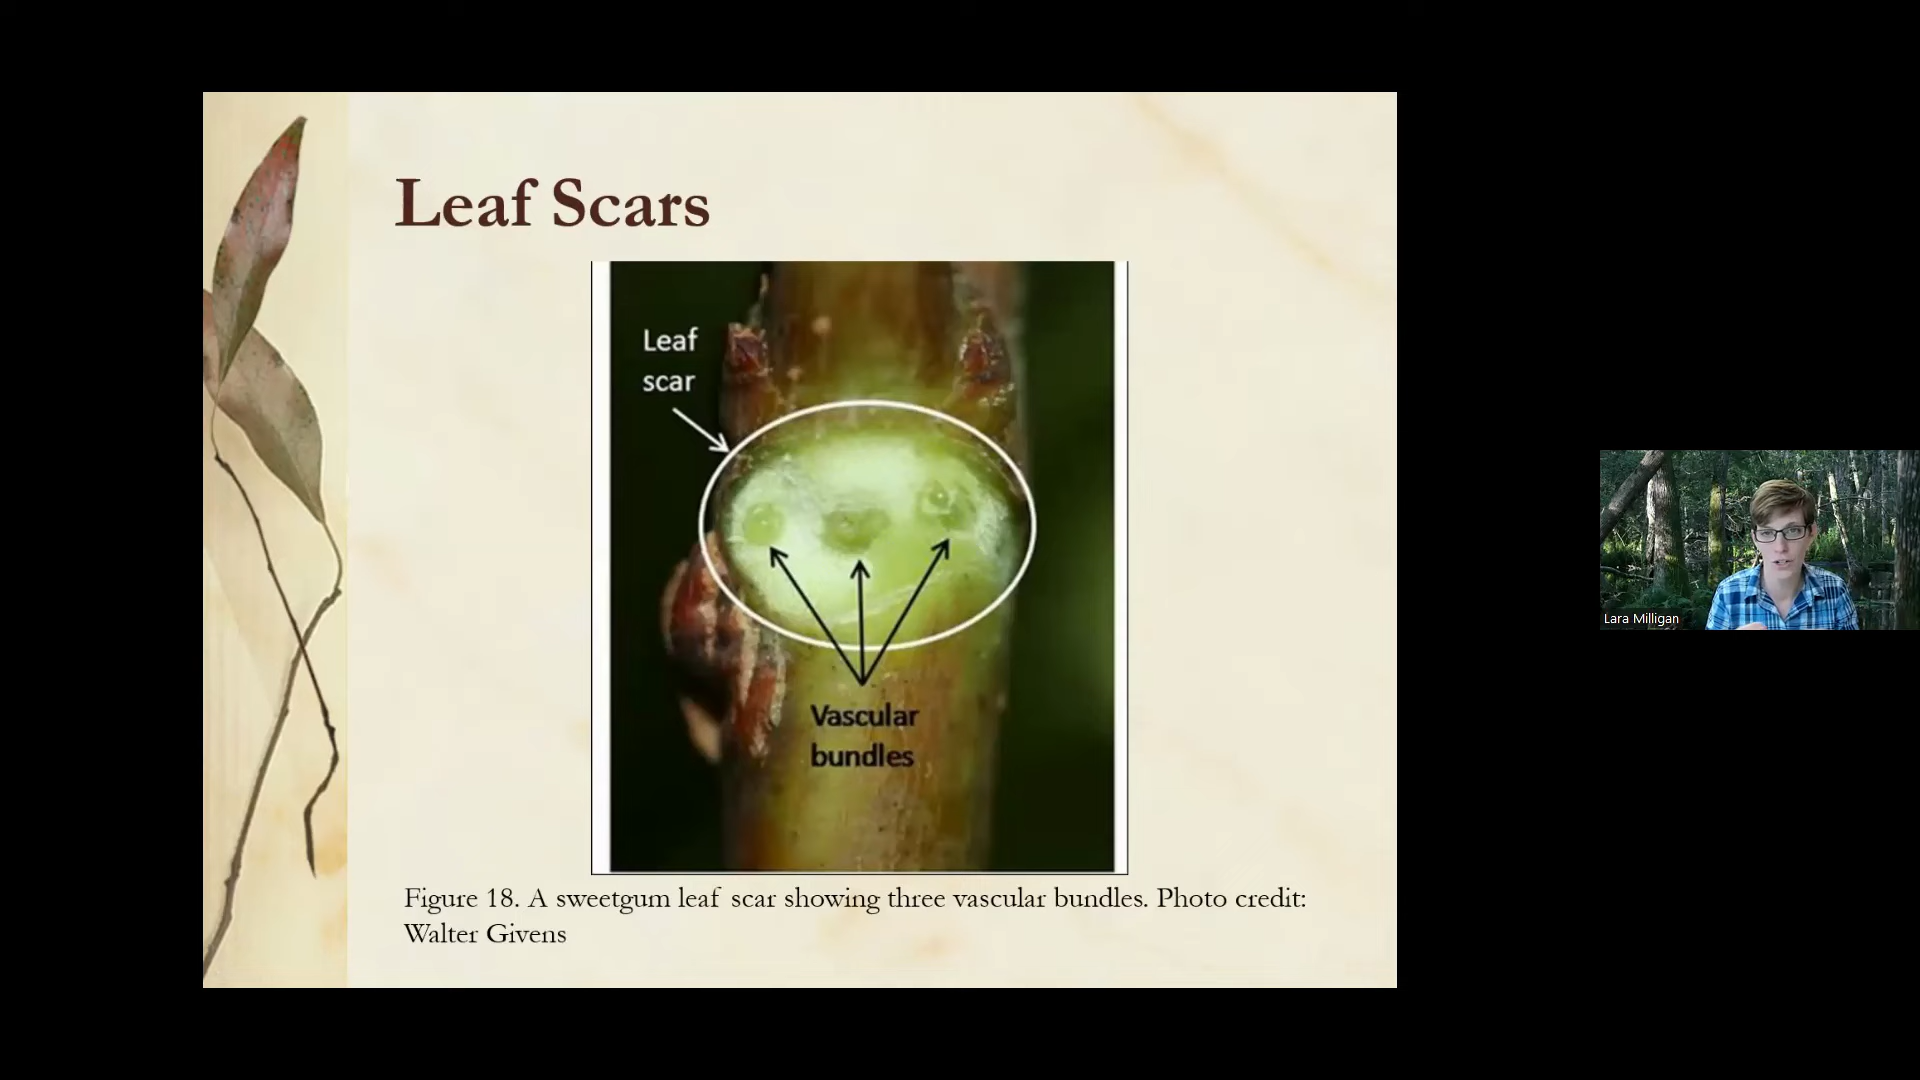 Leaf Scars
Leaf
scar
Vascular
bundles
Figure 18. A sweetgum leaf scar showing three vascular bundles. Photo credit:
Walter Givens
Lara Milligan